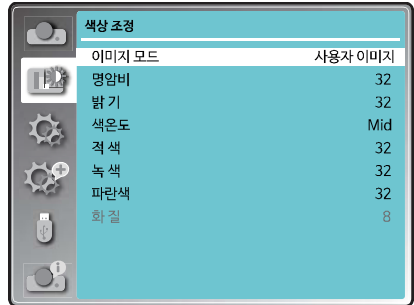 색상 조정
이미지 모드 사용자 이미지
명암비 32
밝 기 32
색온도 Mid
적 색 32
녹 색 32
파란색 32
화 질 8